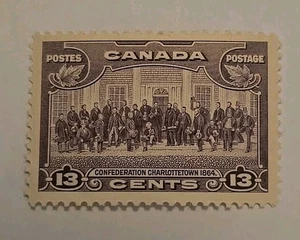 CANADA
POSTES POSTAGE
CONFEDERATION CHARLOTTETOWN 1864.
13 CENTS 13